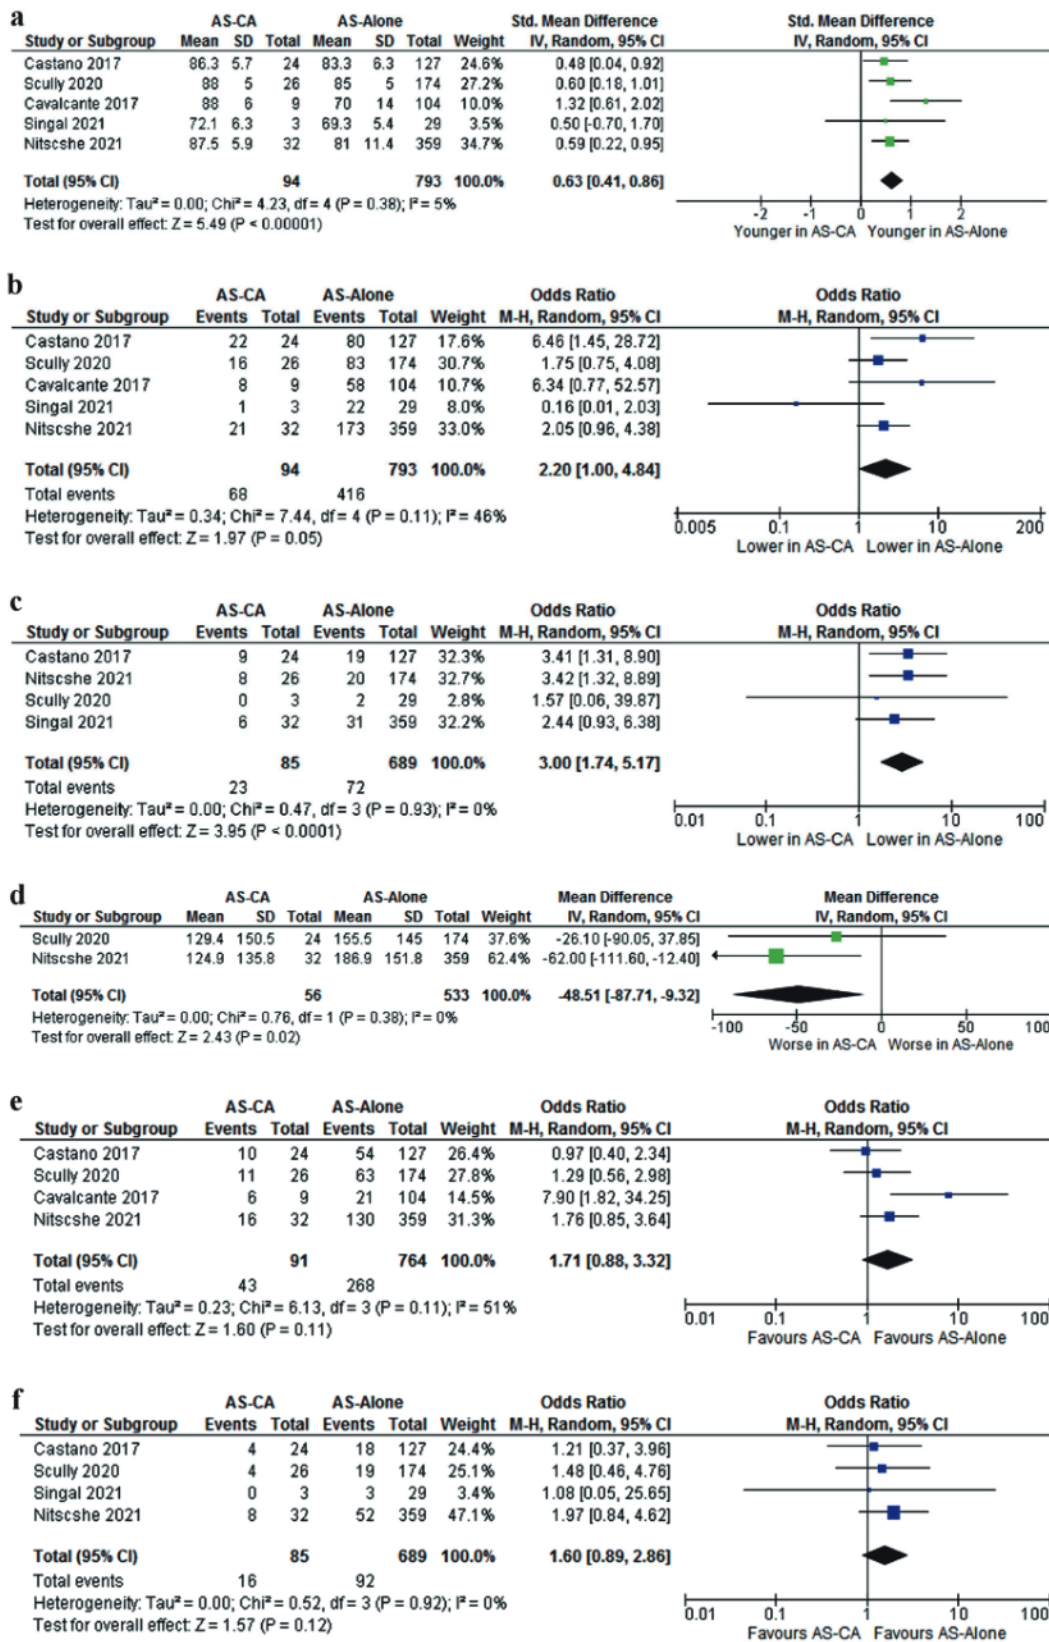 a
AS-CA AS-Alone Std. Mean Difference Std. Mean Difference
Study or Subgroup Mean SD Total Mean SD Total Weight IV, Random, 95% CI IV, Random, 95% CI
Castano 2017 86.3 5.7 24 83.3 6.3 127 24.6% 0.48 [0.04, 0.92]
Scully 2020 88 5 26 85 5 174 27.2% 0.60 [0.18, 1.01]
Cavalcante 2017 88 6 9 70 14 104 10.0% 1.32 [0.61, 2.02]
Singal 2021 72.1 6.3 3 69.3 5.4 29 3.5% 0.50 [-0.70, 1.70]
Nitscshe 2021 87.5 5.9 32 81 11.4 359 34.7% 0.59 [0.22, 0.95]
Total (95% CI) 94 793 100.0% 0.63 [0.41, 0.86]
Heterogeneity: Tau² = 0.00; Chi² = 4.23, df = 4 (P = 0.38); I² = 5%
Test for overall effect: Z = 5.49 (P < 0.00001)
-2 -1 0 1 2
Younger in AS-CA Younger in AS-Alone
b
AS-CA AS-Alone Odds Ratio Odds Ratio
Study or Subgroup Events Total Events Total Weight M-H, Random, 95% CI M-H, Random, 95% CI
Castano 2017 22 24 80 127 17.6% 6.46 [1.45, 28.72]
Scully 2020 16 26 83 174 30.7% 1.75 [0.75, 4.08]
Cavalcante 2017 8 9 58 104 10.7% 6.34 [0.77, 52.57]
Singal 2021 1 3 22 29 8.0% 0.16 [0.01, 2.03]
Nitscshe 2021 21 32 173 359 33.0% 2.05 [0.96, 4.38]
Total (95% CI) 94 793 100.0% 2.20 [1.00, 4.84]
Total events 68 416
Heterogeneity: Tau² = 0.34; Chi² = 7.44, df = 4 (P = 0.11); I² = 46%
Test for overall effect: Z = 1.97 (P = 0.05)
0.005 0.1 1 10 200
Lower in AS-CA Lower in AS-Alone
c
AS-CA AS-Alone Odds Ratio Odds Ratio
Study or Subgroup Events Total Events Total Weight M-H, Random, 95% CI M-H, Random, 95% CI
Castano 2017 9 24 19 127 32.3% 3.41 [1.31, 8.90]
Nitscshe 2021 8 26 20 174 32.7% 3.42 [1.32, 8.89]
Scully 2020 0 3 2 29 2.8% 1.57 [0.06, 39.87]
Singal 2021 6 32 31 359 32.2% 2.44 [0.93, 6.38]
Total (95% CI) 85 689 100.0% 3.00 [1.74, 5.17]
Total events 23 72
Heterogeneity: Tau² = 0.00; Chi² = 0.47, df = 3 (P = 0.93); I² = 0%
Test for overall effect: Z = 3.95 (P < 0.0001)
0.01 0.1 1 10 100
Lower in AS-CA Lower in AS-Alone
d
AS-CA AS-Alone Mean Difference Mean Difference
Study or Subgroup Mean SD Total Mean SD Total Weight IV, Random, 95% CI IV, Random, 95% CI
Scully 2020 129.4 150.5 24 155.5 145 174 37.6% -26.10 [-90.05, 37.85]
Nitscshe 2021 124.9 135.8 32 186.9 151.8 359 62.4% -62.00 [-111.60, -12.40]
Total (95% CI) 56 533 100.0% -48.51 [-87.71, -9.32]
Heterogeneity: Tau² = 0.00; Chi² = 0.76, df = 1 (P = 0.38); I² = 0%
Test for overall effect: Z = 2.43 (P = 0.02)
-100 -50 0 50 100
Worse in AS-CA Worse in AS-Alone
e
AS-CA AS-Alone Odds Ratio Odds Ratio
Study or Subgroup Events Total Events Total Weight M-H, Random, 95% CI M-H, Random, 95% CI
Castano 2017 10 24 54 127 26.4% 0.97 [0.40, 2.34]
Scully 2020 11 26 63 174 27.8% 1.29 [0.56, 2.98]
Cavalcante 2017 6 9 21 104 14.5% 7.90 [1.82, 34.25]
Nitscshe 2021 16 32 130 359 31.3% 1.76 [0.85, 3.64]
Total (95% CI) 91 764 100.0% 1.71 [0.88, 3.32]
Total events 43 268
Heterogeneity: Tau² = 0.23; Chi² = 6.13, df = 3 (P = 0.11); I² = 51%
Test for overall effect: Z = 1.60 (P = 0.11)
0.01 0.1 1 10 100
Favours AS-CA Favours AS-Alone
f
AS-CA AS-Alone Odds Ratio Odds Ratio
Study or Subgroup Events Total Events Total Weight M-H, Random, 95% CI M-H, Random, 95% CI
Castano 2017 4 24 18 127 24.4% 1.21 [0.37, 3.96]
Scully 2020 4 26 19 174 25.1% 1.48 [0.46, 4.76]
Singal 2021 0 3 3 29 3.4% 1.08 [0.05, 25.65]
Nitscshe 2021 8 32 52 359 47.1% 1.97 [0.84, 4.62]
Total (95% CI) 85 689 100.0% 1.60 [0.89, 2.86]
Total events 16 92
Heterogeneity: Tau² = 0.00; Chi² = 0.52, df = 3 (P = 0.92); I² = 0%
Test for overall effect: Z = 1.57 (P = 0.12)
0.01 0.1 1 10 100
Favours AS-CA Favours AS-Alone